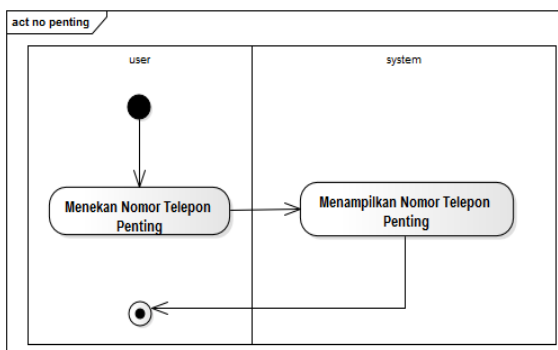 act no penting
user
system
Menekan Nomor Telepon
Penting
Menampilkan Nomor Telepon
Penting